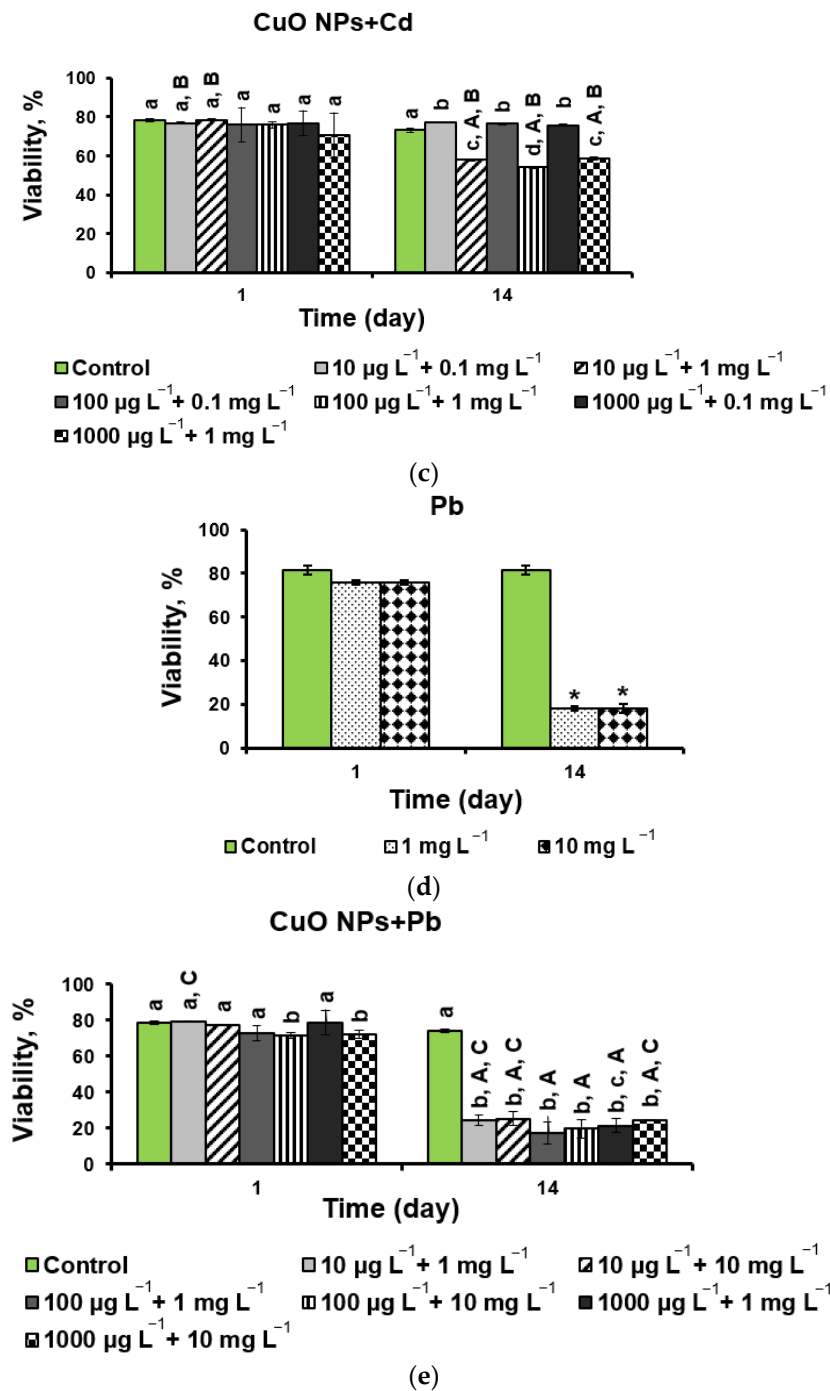 CuO NPs+Cd
Viability, %
100
80
60
40
20
0
a
a, B
a, B
a
a
a
a
a
b
c, A, B
b
d, A, B
b
c, A, B
1
14
Time (day)
Control
10 µg L⁻¹+ 0.1 mg L⁻¹
10 µg L⁻¹+ 1 mg L⁻¹
100 µg L⁻¹+ 0.1 mg L⁻¹
100 µg L⁻¹+ 1 mg L⁻¹
1000 µg L⁻¹+ 0.1 mg L⁻¹
1000 µg L⁻¹+ 1 mg L⁻¹
(c)
Pb
Viability, %
100
80
60
40
20
0
*
*
1
14
Time (day)
Control
1 mg L⁻¹
10 mg L⁻¹
(d)
CuO NPs+Pb
Viability, %
100
80
60
40
20
0
a
a, C
a
a
b
a
b
a
b, A, C
b, A, C
b, A
b, A
b, c, A
b, A, C
1
14
Time (day)
Control
10 µg L⁻¹+ 1 mg L⁻¹
10 µg L⁻¹+ 10 mg L⁻¹
100 µg L⁻¹+ 1 mg L⁻¹
100 µg L⁻¹+ 10 mg L⁻¹
1000 µg L⁻¹+ 1 mg L⁻¹
1000 µg L⁻¹+ 10 mg L⁻¹
(e)